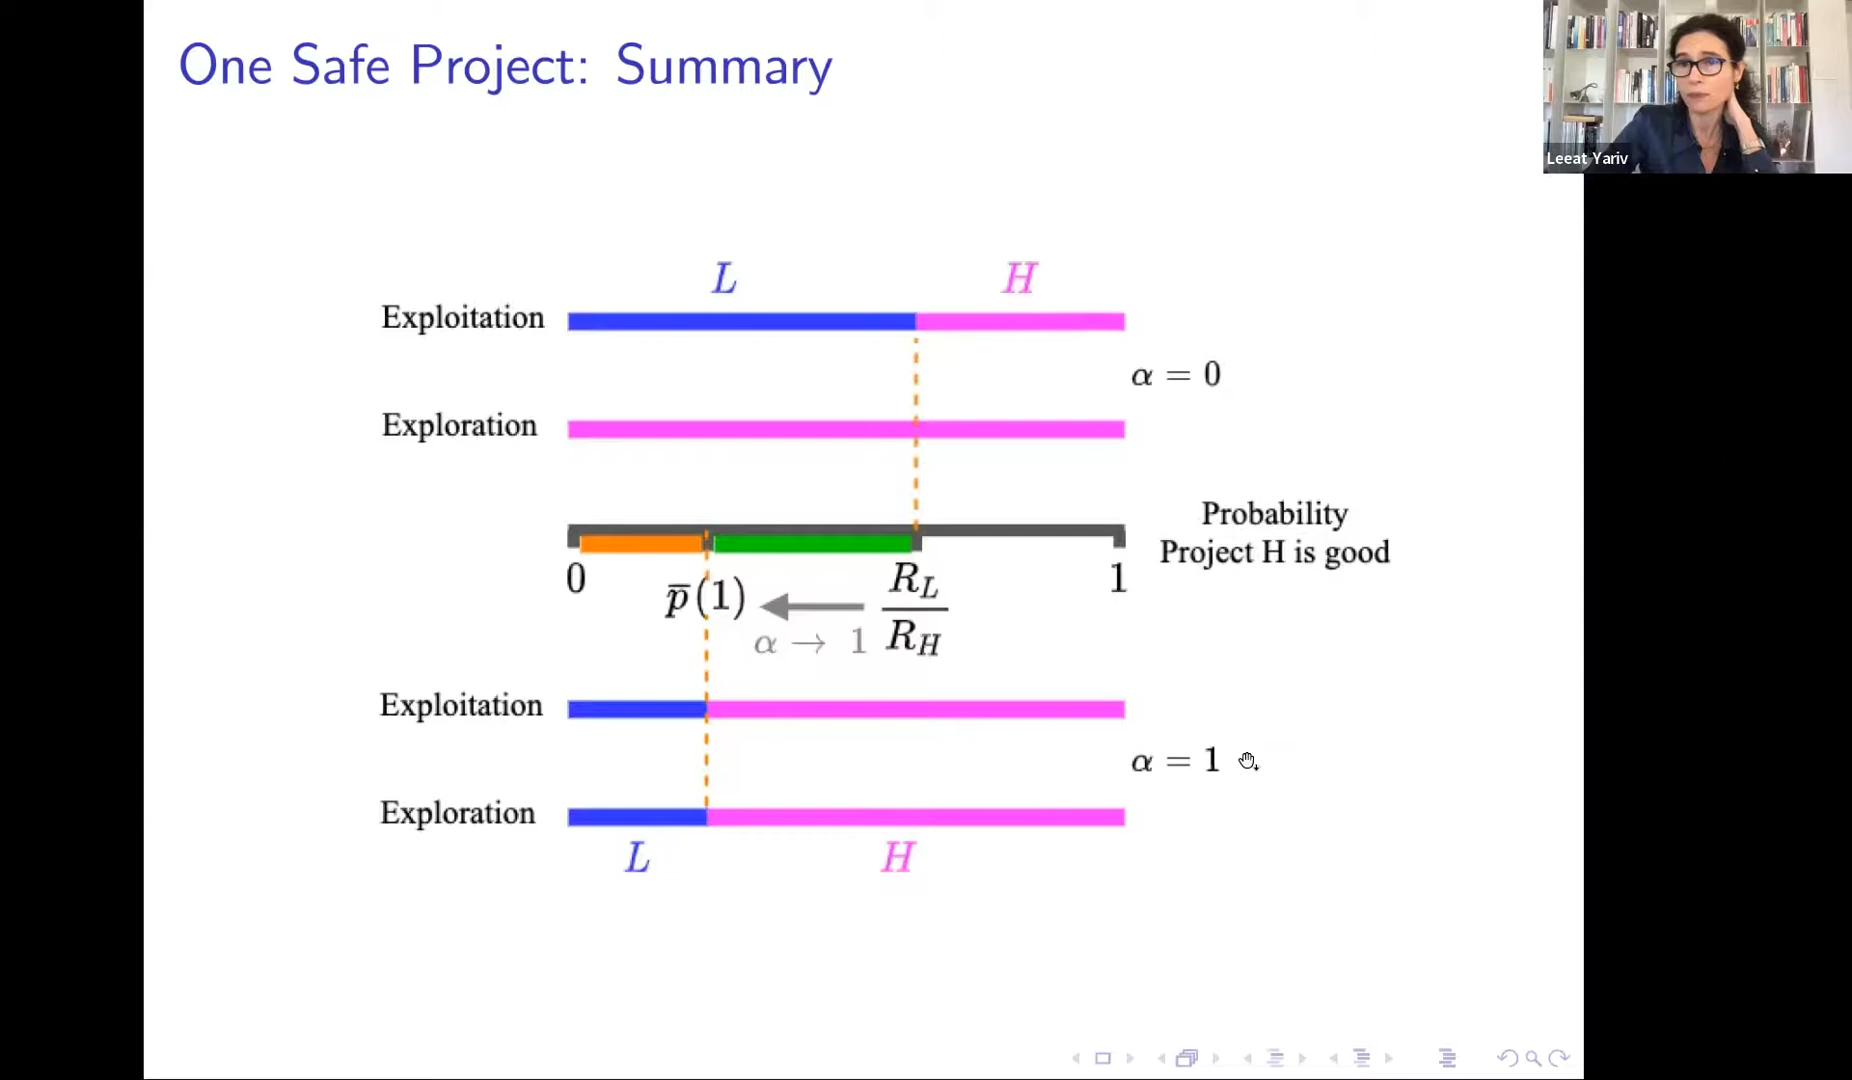 One Safe Project: Summary
Leeat Yariv
L H
Exploitation
α = 0
Exploration
Probability
Project H is good
0 p̅(1) R_L/R_H 1
α → 1
Exploitation
α = 1
Exploration
L H